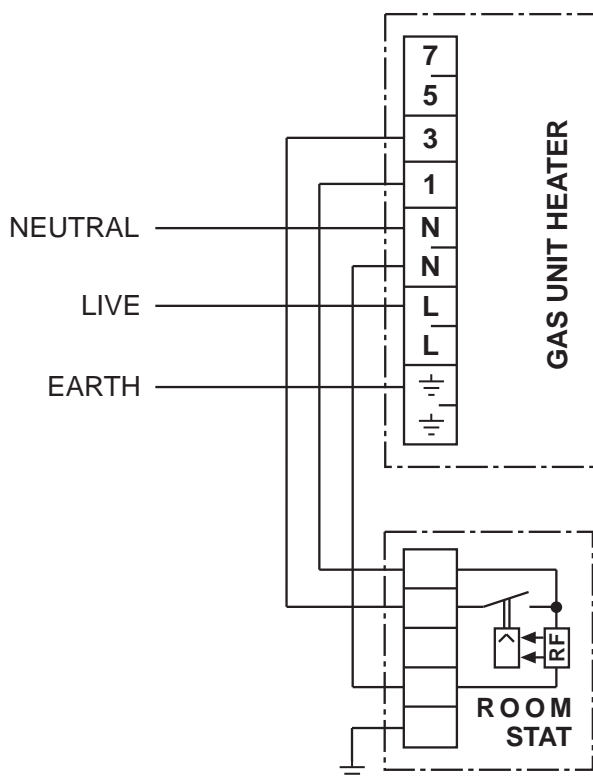 7
5
3
1
NEUTRAL
N
N
LIVE
L
L
EARTH
GAS UNIT HEATER
RF
ROOM
STAT